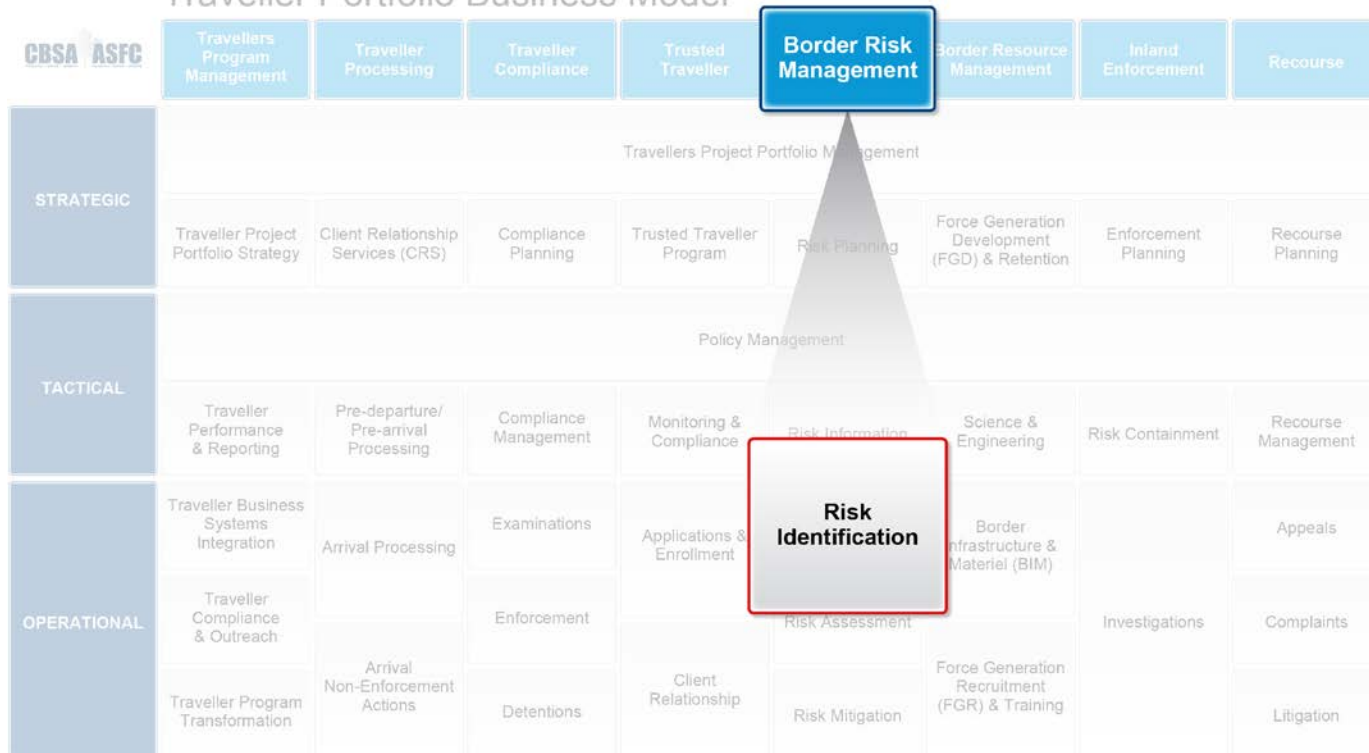 Traveller Portfolio Business Model
CBSA ASFC
Travellers
Program
Management
Traveller
Processing
Traveller
Compliance
Trusted
Traveller
Border Risk
Management
Border Resource
Management
Inland
Enforcement
Recourse
STRATEGIC
Travellers Project Portfolio Management
Traveller Project
Portfolio Strategy
Client Relationship
Services (CRS)
Compliance
Planning
Trusted Traveller
Program
Risk Planning
Force Generation
Development
(FGD) & Retention
Enforcement
Planning
Recourse
Planning
TACTICAL
Policy Management
Traveller
Performance
& Reporting
Pre-departure/
Pre-arrival
Processing
Compliance
Management
Monitoring &
Compliance
Risk Information
Science &
Engineering
Risk Containment
Recourse
Management
OPERATIONAL
Traveller Business
Systems
Integration
Traveller
Compliance
& Outreach
Traveller Program
Transformation
Arrival Processing
Arrival
Non-Enforcement
Actions
Examinations
Enforcement
Detentions
Applications &
Enrollment
Client
Relationship
Risk
Identification
Risk Assessment
Risk Mitigation
Border
Infrastructure &
Materiel (BIM)
Force Generation
Recruitment
(FGR) & Training
Investigations
Appeals
Complaints
Litigation